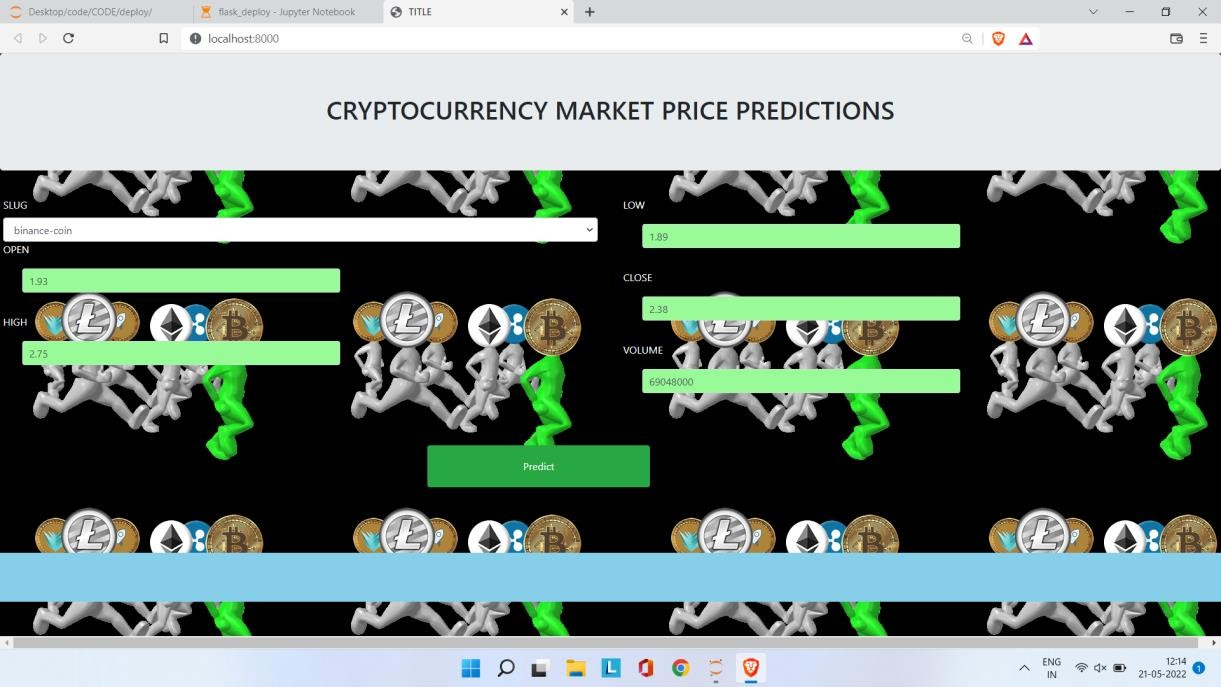 Desktop/code/CODE/deploy/
flask_deploy - Jupyter Notebook
TITLE
localhost:8000
CRYPTOCURRENCY MARKET PRICE PREDICTIONS
SLUG
binance-coin
OPEN
1.93
HIGH
2.75
LOW
1.89
CLOSE
2.38
VOLUME
69048000
Predict
ENG
IN
12:14
21-05-2022
1